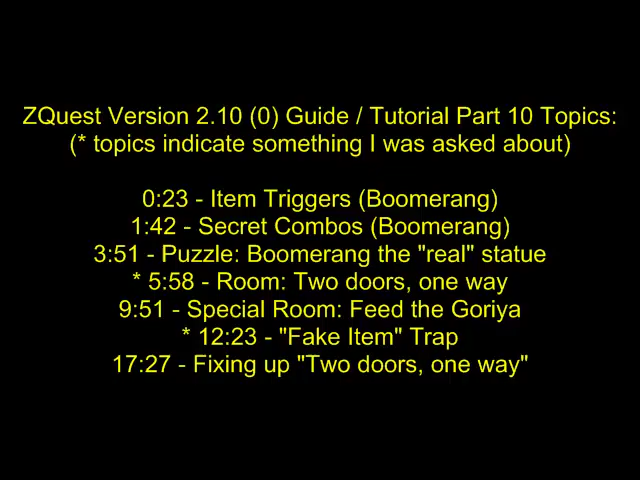 ZQuest Version 2.10 (0) Guide / Tutorial Part 10 Topics:
(* topics indicate something I was asked about)
0:23 - Item Triggers (Boomerang)
1:42 - Secret Combos (Boomerang)
3:51 - Puzzle: Boomerang the "real" statue
* 5:58 - Room: Two doors, one way
9:51 - Special Room: Feed the Goriya
* 12:23 - "Fake Item" Trap
17:27 - Fixing up "Two doors, one way"